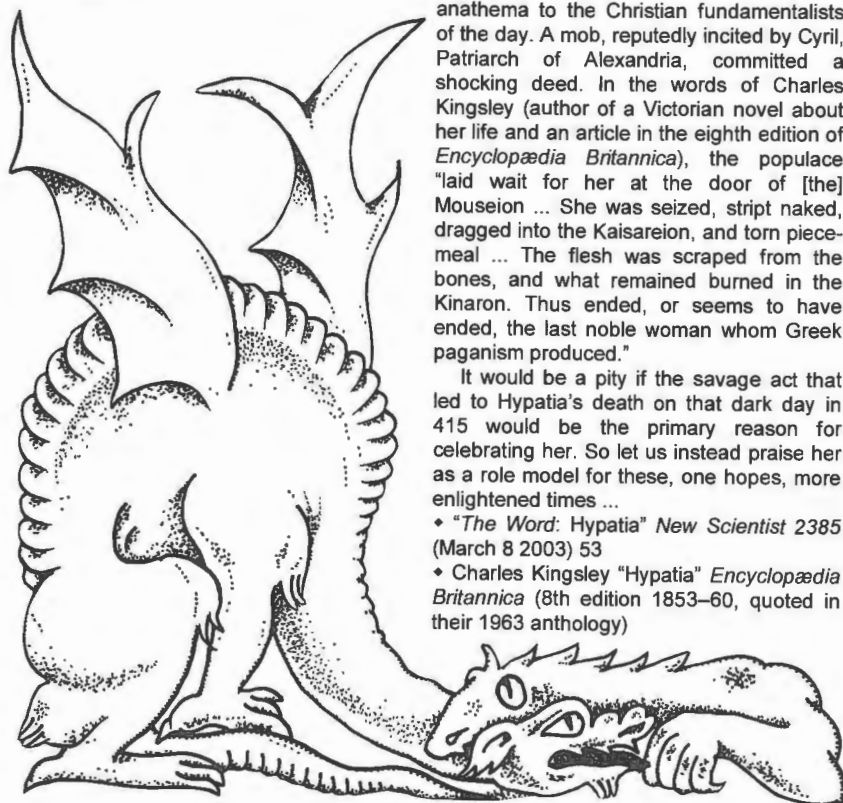 anathema to the Christian fundamentalists
of the day. A mob, reputedly incited by Cyril,
Patriarch of Alexandria, committed a
shocking deed. In the words of Charles
Kingsley (author of a Victorian novel about
her life and an article in the eighth edition of
Encyclopædia Britannica), the populace
"laid wait for her at the door of [the]
Mouseion ... She was seized, stript naked,
dragged into the Kaisareion, and torn piece-
meal ... The flesh was scraped from the
bones, and what remained burned in the
Kinaron. Thus ended, or seems to have
ended, the last noble woman whom Greek
paganism produced."
It would be a pity if the savage act that
led to Hypatia's death on that dark day in
415 would be the primary reason for
celebrating her. So let us instead praise her
as a role model for these, one hopes, more
enlightened times ...
• "The Word: Hypatia" New Scientist 2385
(March 8 2003) 53
• Charles Kingsley "Hypatia" Encyclopædia
Britannica (8th edition 1853–60, quoted in
their 1963 anthology)